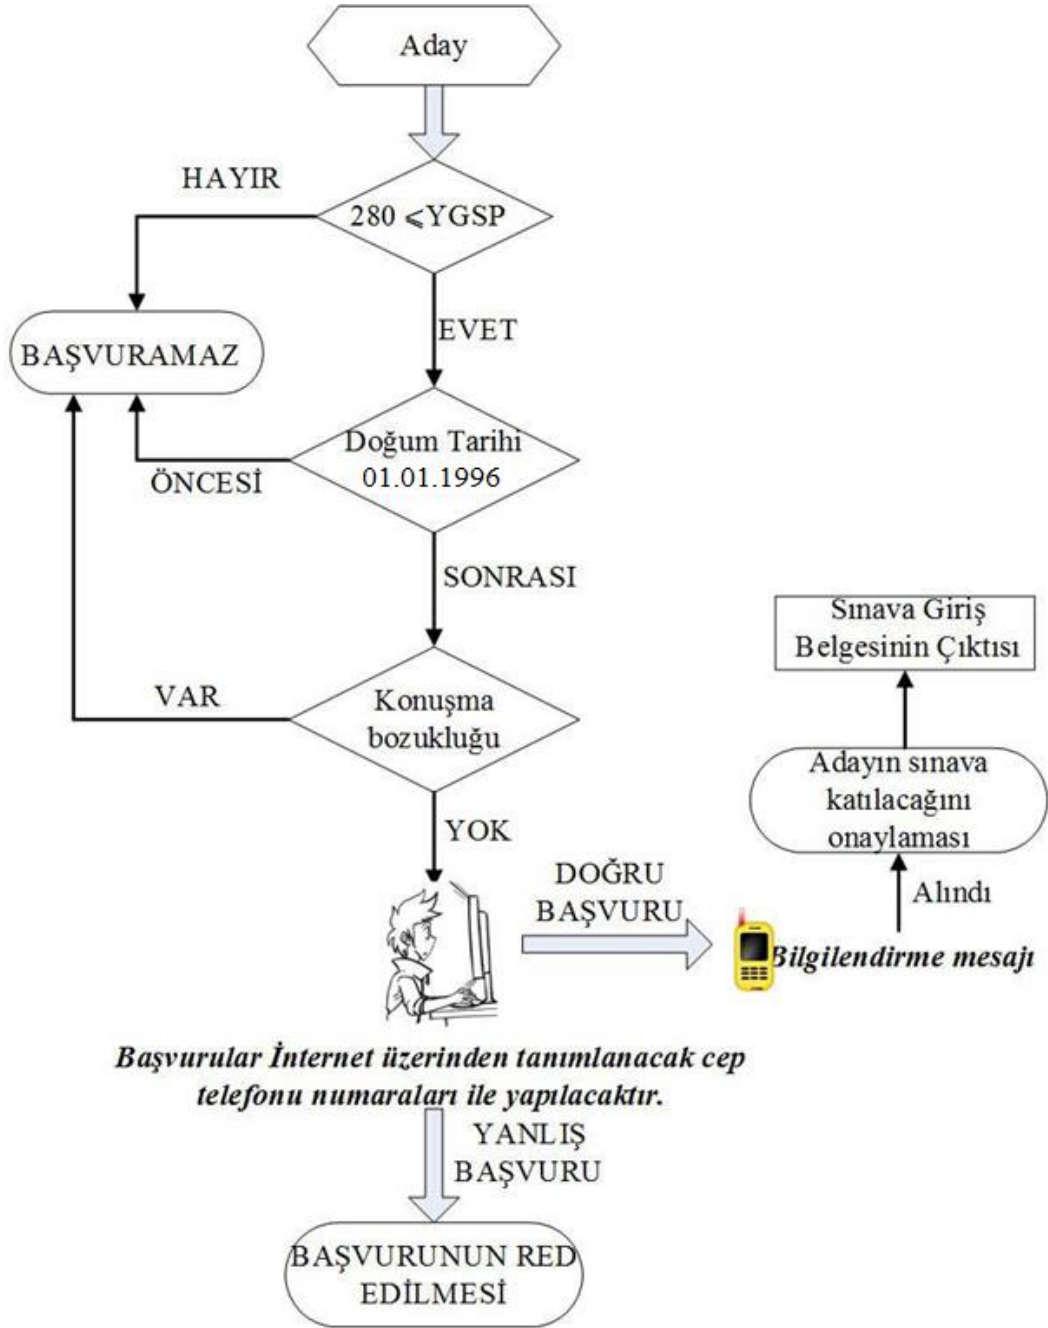 Aday
HAYIR
280 ⩽YGSP
EVET
BAŞVURAMAZ
Doğum Tarihi
01.01.1996
ÖNCESİ
SONRASI
Sınava Giriş
Belgesinin Çıktısı
VAR
Konuşma
bozukluğu
Adayın sınava
katılacağını
onaylaması
YOK
DOĞRU
BAŞVURU
Alındı
Bilgilendirme mesajı
Başvurular İnternet üzerinden tanımlanacak cep
telefonu numaraları ile yapılacaktır.
YANLIŞ
BAŞVURU
BAŞVURUNUN RED
EDİLMESİ